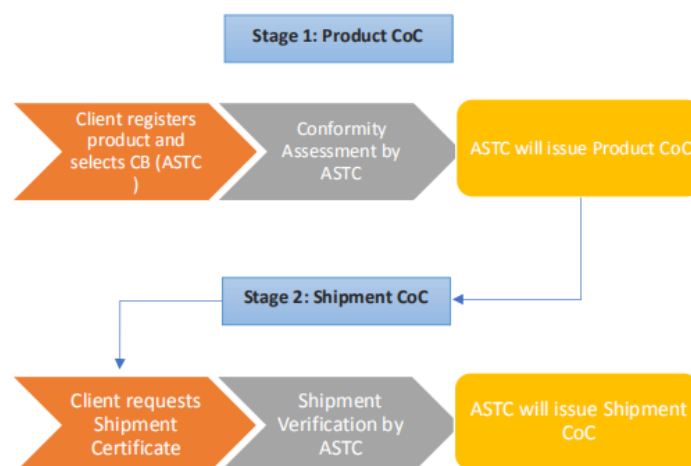 Stage 1: Product CoC
Client registers
product and
selects CB (ASTC
)
Conformity
Assessment by
ASTC
ASTC will issue Product CoC
Stage 2: Shipment CoC
Client requests
Shipment
Certificate
Shipment
Verification by
ASTC
ASTC will issue Shipment
CoC